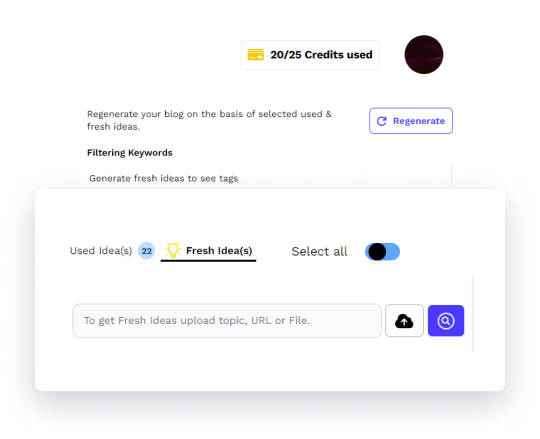 20/25 Credits used
Regenerate your blog on the basis of selected used &
fresh ideas.
Regenerate
Filtering Keywords
Generate fresh ideas to see tags
Used Idea(s) 22 Fresh Idea(s) Select all
To get Fresh Ideas upload topic, URL or File.